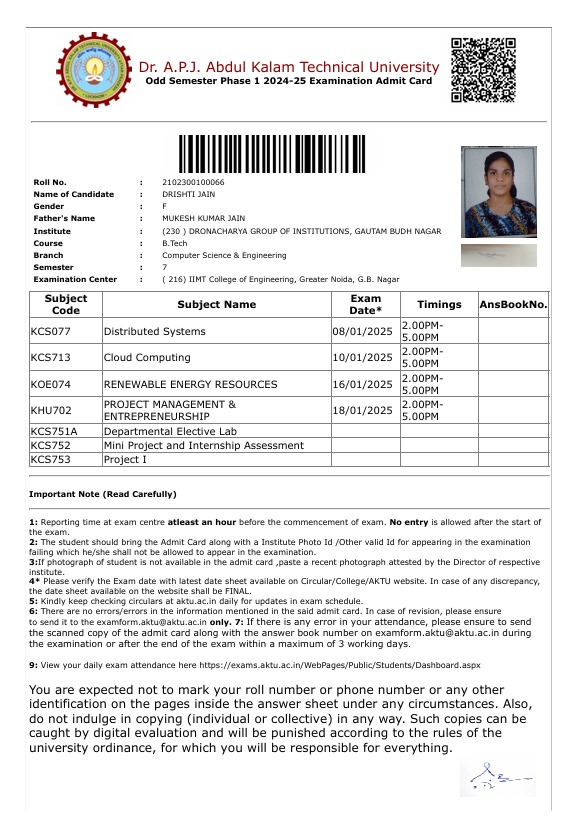 Dr. A.P.J. Abdul Kalam Technical University
Odd Semester Phase 1 2024-25 Examination Admit Card
Roll No. : 2102300100066
Name of Candidate : DRISHTI JAIN
Gender : F
Father's Name : MUKESH KUMAR JAIN
Institute : (230 ) DRONACHARYA GROUP OF INSTITUTIONS, GAUTAM BUDH NAGAR
Course : B.Tech
Branch : Computer Science & Engineering
Semester : 7
Examination Center : ( 216) IIMT College of Engineering, Greater Noida, G.B. Nagar
Subject Code Subject Name Exam Date* Timings AnsBookNo.
KCS077 Distributed Systems 08/01/2025 2.00PM-5.00PM
KCS713 Cloud Computing 10/01/2025 2.00PM-5.00PM
KOE074 RENEWABLE ENERGY RESOURCES 16/01/2025 2.00PM-5.00PM
KHU702 PROJECT MANAGEMENT & ENTREPRENEURSHIP 18/01/2025 2.00PM-5.00PM
KCS751A Departmental Elective Lab
KCS752 Mini Project and Internship Assessment
KCS753 Project I
Important Note (Read Carefully)
1: Reporting time at exam centre atleast an hour before the commencement of exam. No entry is allowed after the start of
the exam.
2: The student should bring the Admit Card along with a Institute Photo Id /Other valid Id for appearing in the examination
failing which he/she shall not be allowed to appear in the examination.
3:If photograph of student is not available in the admit card ,paste a recent photograph attested by the Director of respective
institute.
4* Please verify the Exam date with latest date sheet available on Circular/College/AKTU website. In case of any discrepancy,
the date sheet available on the website shall be FINAL.
5: Kindly keep checking circulars at aktu.ac.in daily for updates in exam schedule.
6: There are no errors/errors in the information mentioned in the said admit card. In case of revision, please ensure
to send it to the examform.aktu@aktu.ac.in only. 7: If there is any error in your attendance, please ensure to send
the scanned copy of the admit card along with the answer book number on examform.aktu@aktu.ac.in during
the examination or after the end of the exam within a maximum of 3 working days.
9: View your daily exam attendance here https://exams.aktu.ac.in/WebPages/Public/Students/Dashboard.aspx
You are expected not to mark your roll number or phone number or any other
identification on the pages inside the answer sheet under any circumstances. Also,
do not indulge in copying (individual or collective) in any way. Such copies can be
caught by digital evaluation and will be punished according to the rules of the
university ordinance, for which you will be responsible for everything.